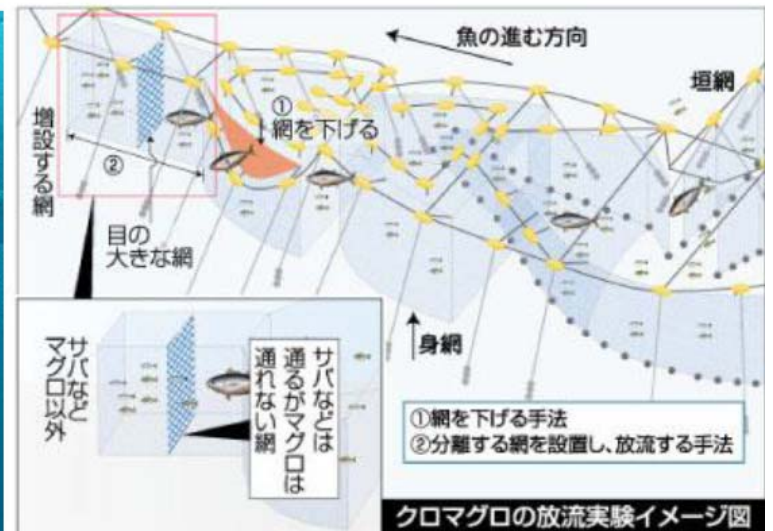 魚の進む方向
垣網
増設する網
①
網を下げる
②
目の
大きな網
身網
サバなど
マグロ以外
サバなどは
通るがマグロは
通れない網
①網を下げる手法
②分離する網を設置し、放流する手法
クロマグロの放流実験イメージ図